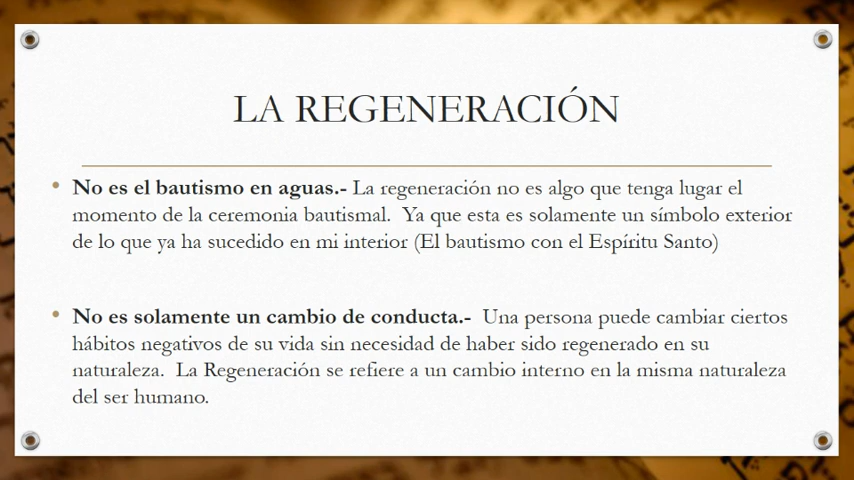 LA REGENERACIÓN
• No es el bautismo en aguas.- La regeneración no es algo que tenga lugar el
momento de la ceremonia bautismal.  Ya que esta es solamente un símbolo exterior
de lo que ya ha sucedido en mi interior (El bautismo con el Espíritu Santo)
• No es solamente un cambio de conducta.-  Una persona puede cambiar ciertos
hábitos negativos de su vida sin necesidad de haber sido regenerado en su
naturaleza.  La Regeneración se refiere a un cambio interno en la misma naturaleza
del ser humano.